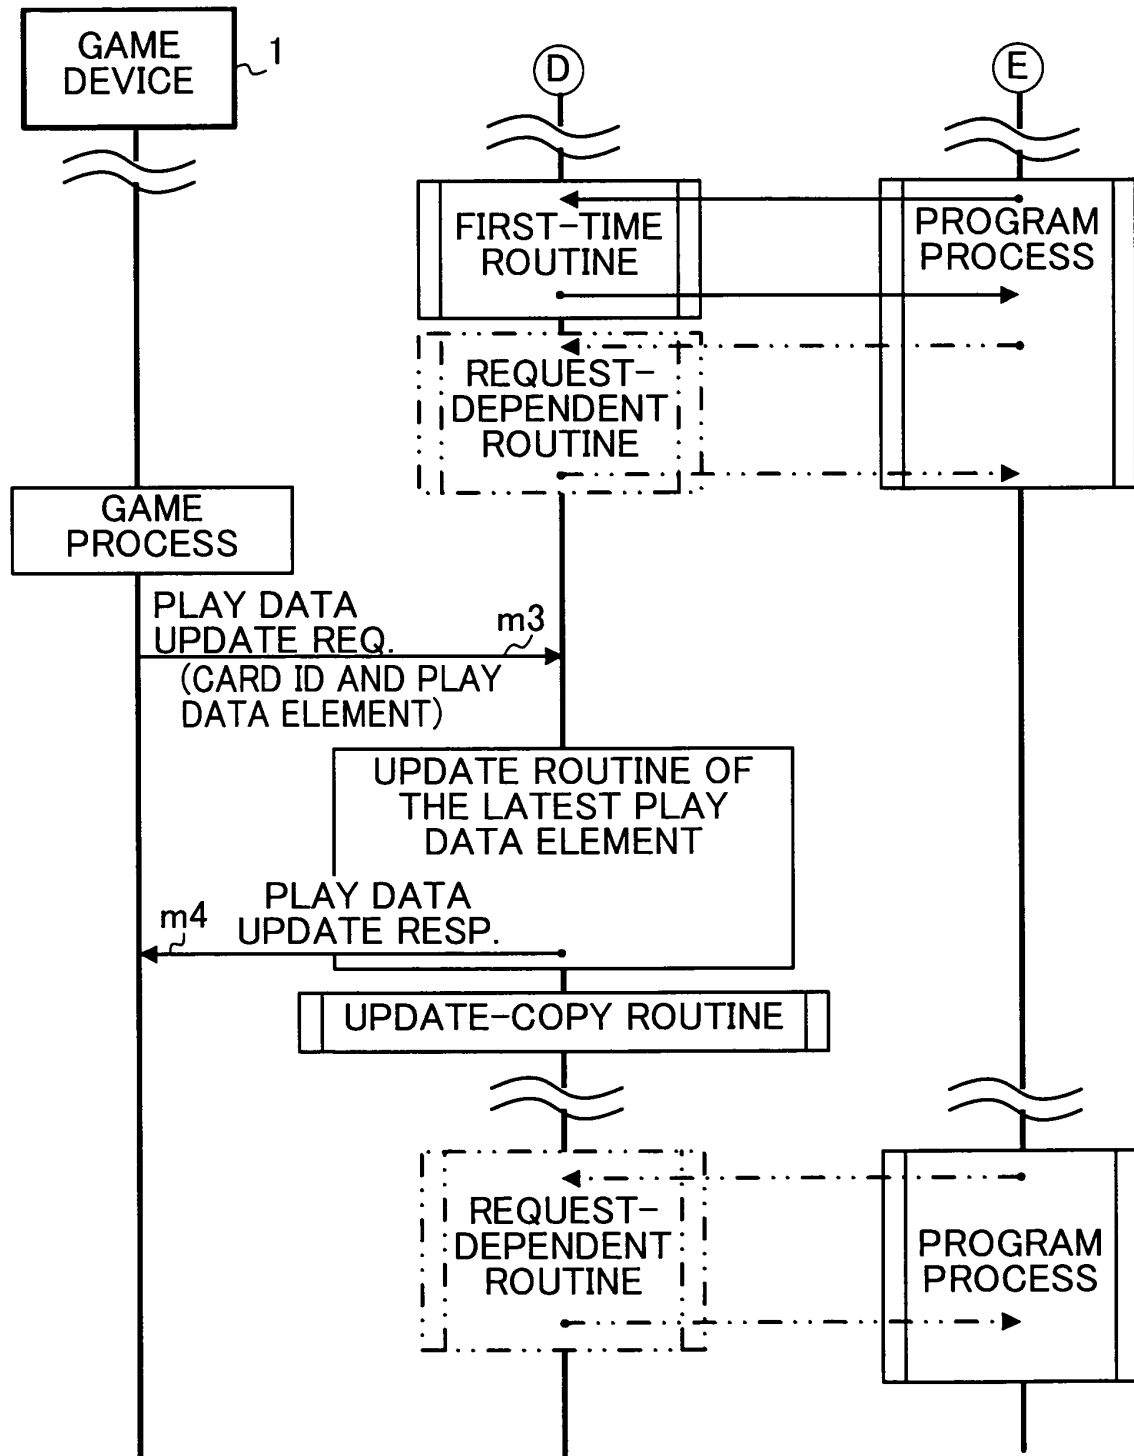 GAME
DEVICE
1
D
E
FIRST-TIME
ROUTINE
PROGRAM
PROCESS
REQUEST-
DEPENDENT
ROUTINE
GAME
PROCESS
PLAY DATA
UPDATE REQ.
m3
(CARD ID AND PLAY
DATA ELEMENT)
UPDATE ROUTINE OF
THE LATEST PLAY
DATA ELEMENT
PLAY DATA
UPDATE RESP.
m4
UPDATE-COPY ROUTINE
REQUEST-
DEPENDENT
ROUTINE
PROGRAM
PROCESS